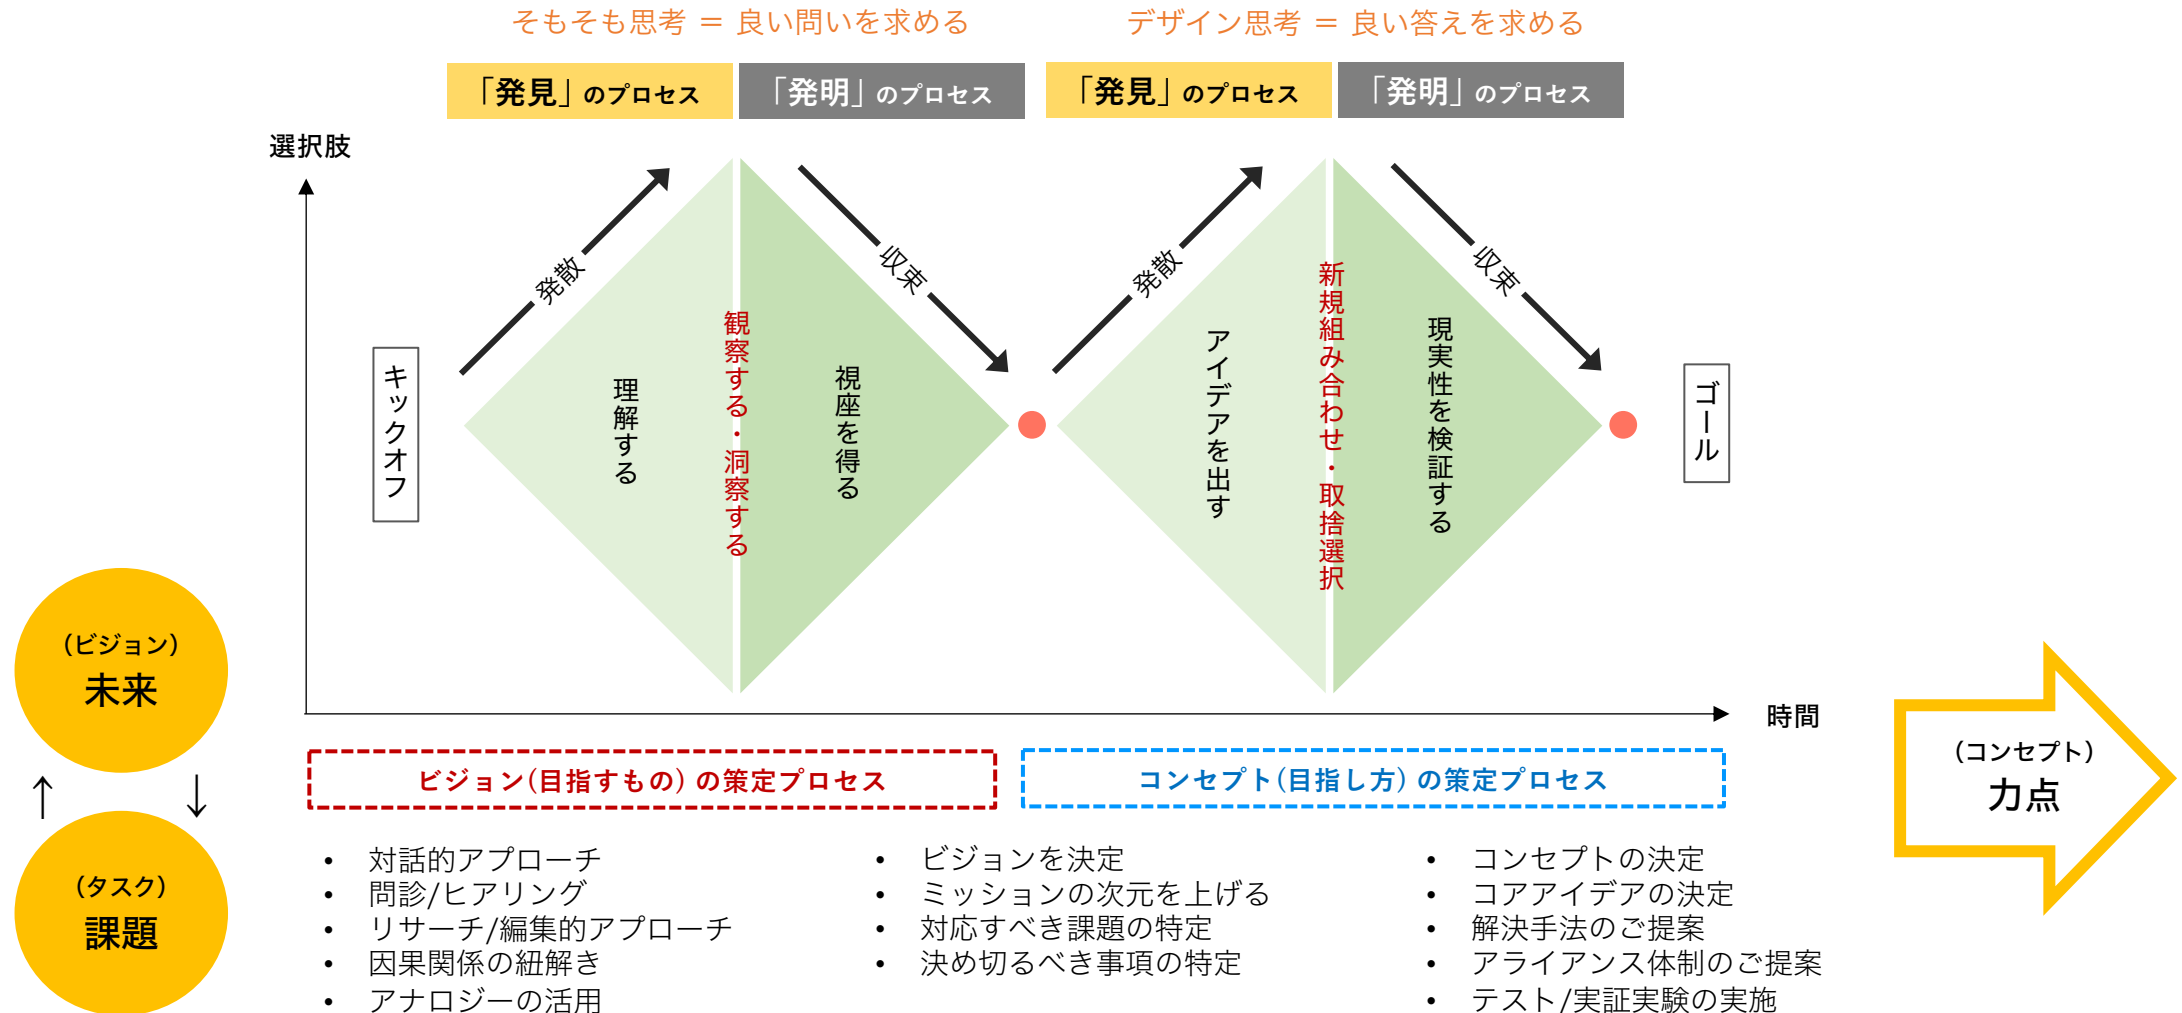 そもそも思考 ＝ 良い問いを求める
デザイン思考 ＝ 良い答えを求める
「発見」のプロセス
「発明」のプロセス
「発見」のプロセス
「発明」のプロセス
選択肢
発散
収束
発散
収束
キックオフ
理解する
観察する・洞察する
視座を得る
アイデアを出す
新規組み合わせ・取捨選択
現実性を検証する
ゴール
時間
（ビジョン）
未来
↑
↓
（タスク）
課題
ビジョン(目指すもの) の策定プロセス
コンセプト(目指し方) の策定プロセス
• 対話的アプローチ
• 問診/ヒアリング
• リサーチ/編集的アプローチ
• 因果関係の紐解き
• アナロジーの活用
• ビジョンを決定
• ミッションの次元を上げる
• 対応すべき課題の特定
• 決め切るべき事項の特定
• コンセプトの決定
• コアアイデアの決定
• 解決手法のご提案
• アライアンス体制のご提案
• テスト/実証実験の実施
（コンセプト）
力点